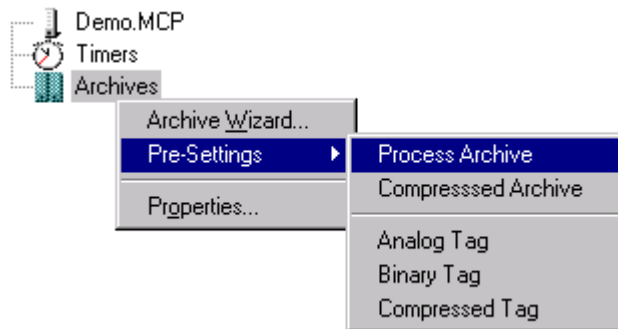 Demo.MCP
Timers
Archives
Archive Wizard...
Pre-Settings
Properties...
Process Archive
Compresssed Archive
Analog Tag
Binary Tag
Compressed Tag